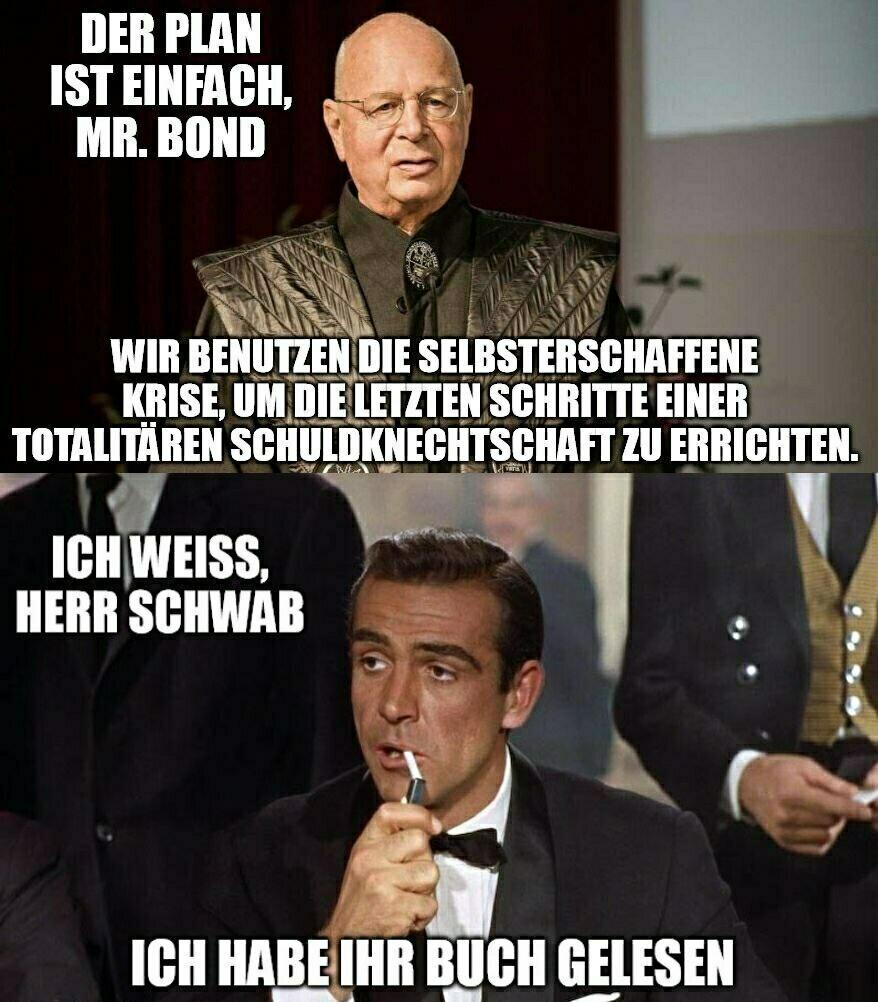 DER PLAN
IST EINFACH,
MR. BOND
WIR BENUTZEN DIE SELBSTERSCHAFFENE
KRISE, UM DIE LETZTEN SCHRITTE EINER
TOTALITÄREN SCHULDKNECHTSCHAFT ZU ERRICHTEN.
ICH WEISS,
HERR SCHWAB
ICH HABE IHR BUCH GELESEN